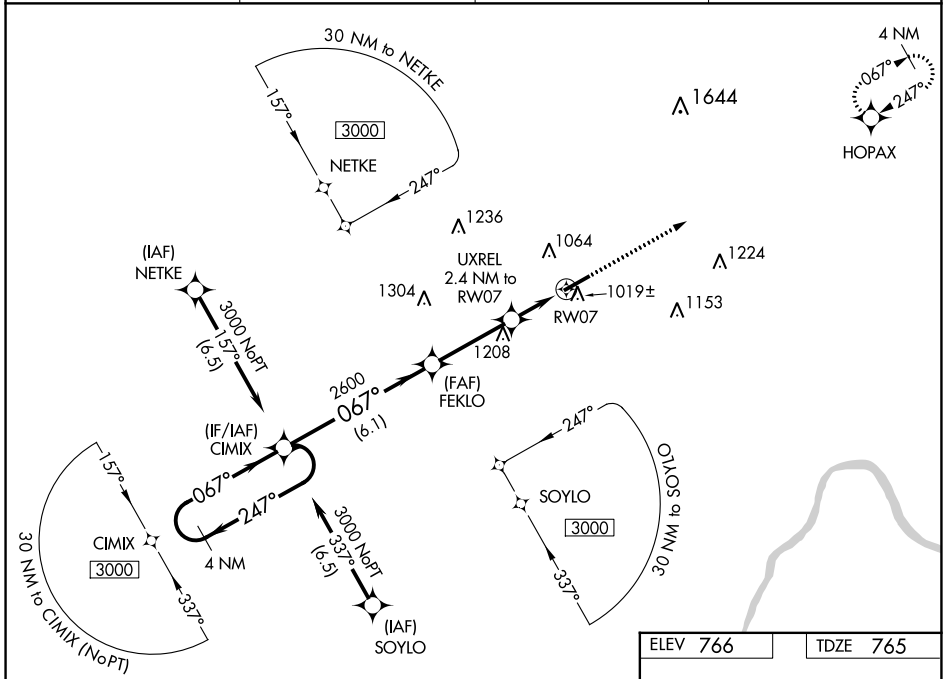 30 NM to NETKE
157°
3000
NETKE
247°
4 NM
067°
247°
HOPAX
1644
1236
1064
UXREL
2.4 NM to
RW07
1304
1224
1019±
RW07
1153
1208
(IAF)
NETKE
3000 NoPT
157°
(6.5)
2600
067°
(6.1)
(FAF)
FEKLO
(IF/IAF)
CIMIX
067°
247°
4 NM
157°
CIMIX
3000
337°
30 NM to CIMIX (NoPT)
3000 NoPT
337°
(6.5)
(IAF)
SOYLO
247°
SOYLO
3000
337°
30 NM to SOYLO
ELEV 766
TDZE 765